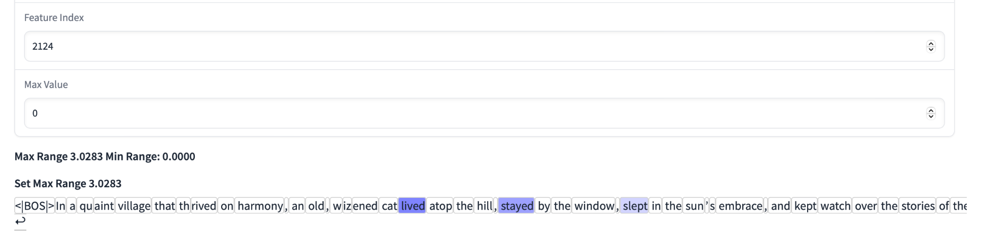 Feature Index
2124
Max Value
0
Max Range 3.0283 Min Range: 0.0000
Set Max Range 3.0283
<|BOS|>In a quaint village that thrived on harmony, an old, wizened cat lived atop the hill, stayed by the window, slept in the sun’s embrace, and kept watch over the stories of the
↩